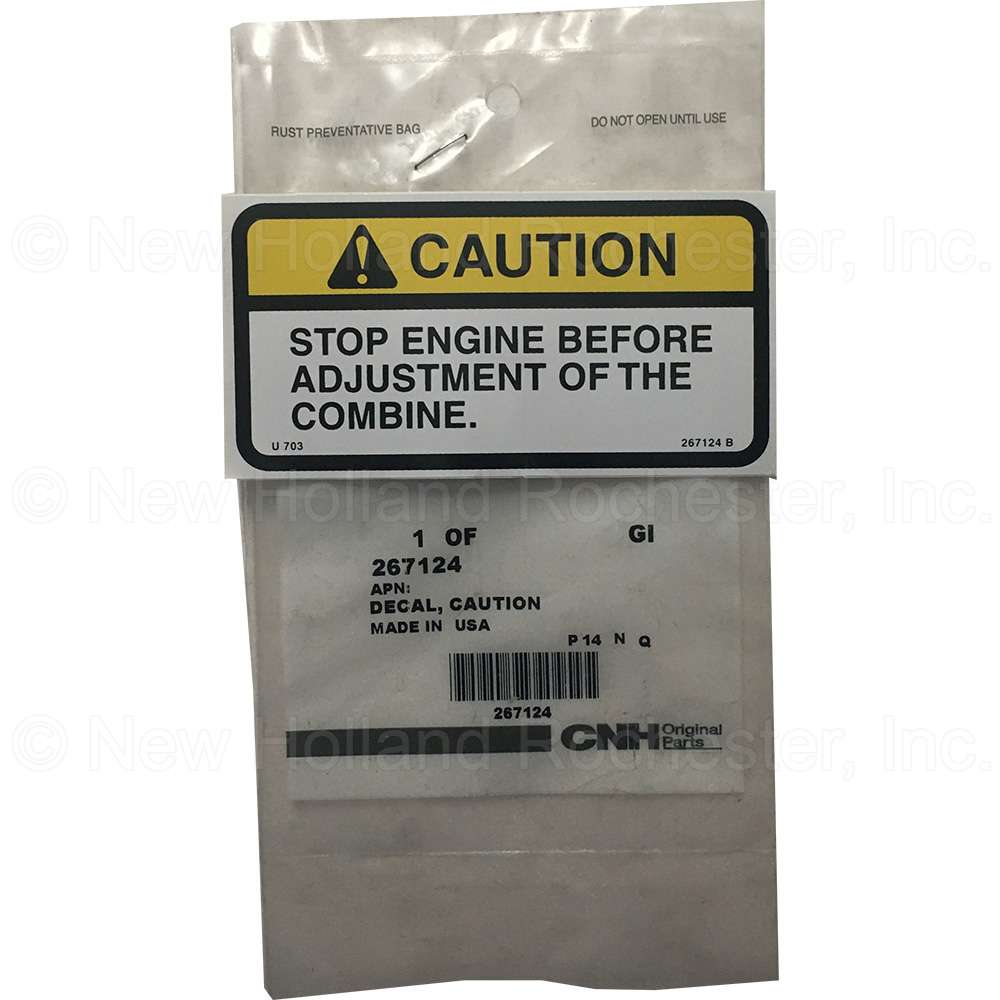 RUST PREVENTATIVE BAG
DO NOT OPEN UNTIL USE
© New Holland Rochester, Inc.
CAUTION
STOP ENGINE BEFORE
ADJUSTMENT OF THE
COMBINE.
U 703
267124 B
© New Holland Rochester, Inc.
1 OF
GI
267124
APN:
DECAL, CAUTION
MADE IN USA
P 14 N Q
267124
© New Holland Rochester, Inc.
CNH Original
Parts